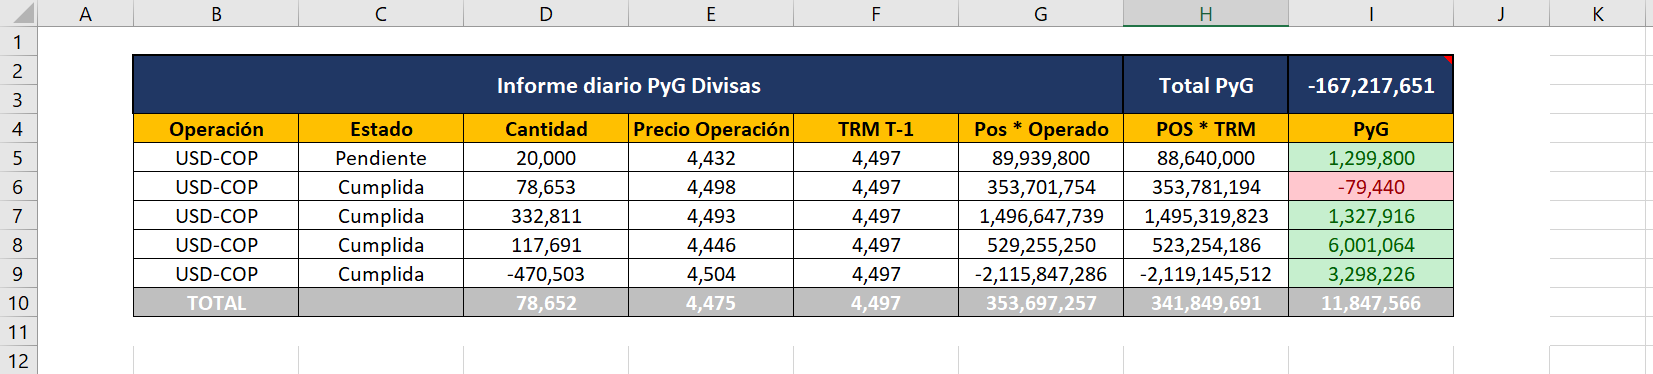 A B C D E F G H I J K
1
2 Informe diario PyG Divisas Total PyG -167,217,651
3
4 Operación Estado Cantidad Precio Operación TRM T-1 Pos * Operado POS * TRM PyG
5 USD-COP Pendiente 20,000 4,432 4,497 89,939,800 88,640,000 1,299,800
6 USD-COP Cumplida 78,653 4,498 4,497 353,701,754 353,781,194 -79,440
7 USD-COP Cumplida 332,811 4,493 4,497 1,496,647,739 1,495,319,823 1,327,916
8 USD-COP Cumplida 117,691 4,446 4,497 529,255,250 523,254,186 6,001,064
9 USD-COP Cumplida -470,503 4,504 4,497 -2,115,847,286 -2,119,145,512 3,298,226
10 TOTAL 78,652 4,475 4,497 353,697,257 341,849,691 11,847,566
11
12